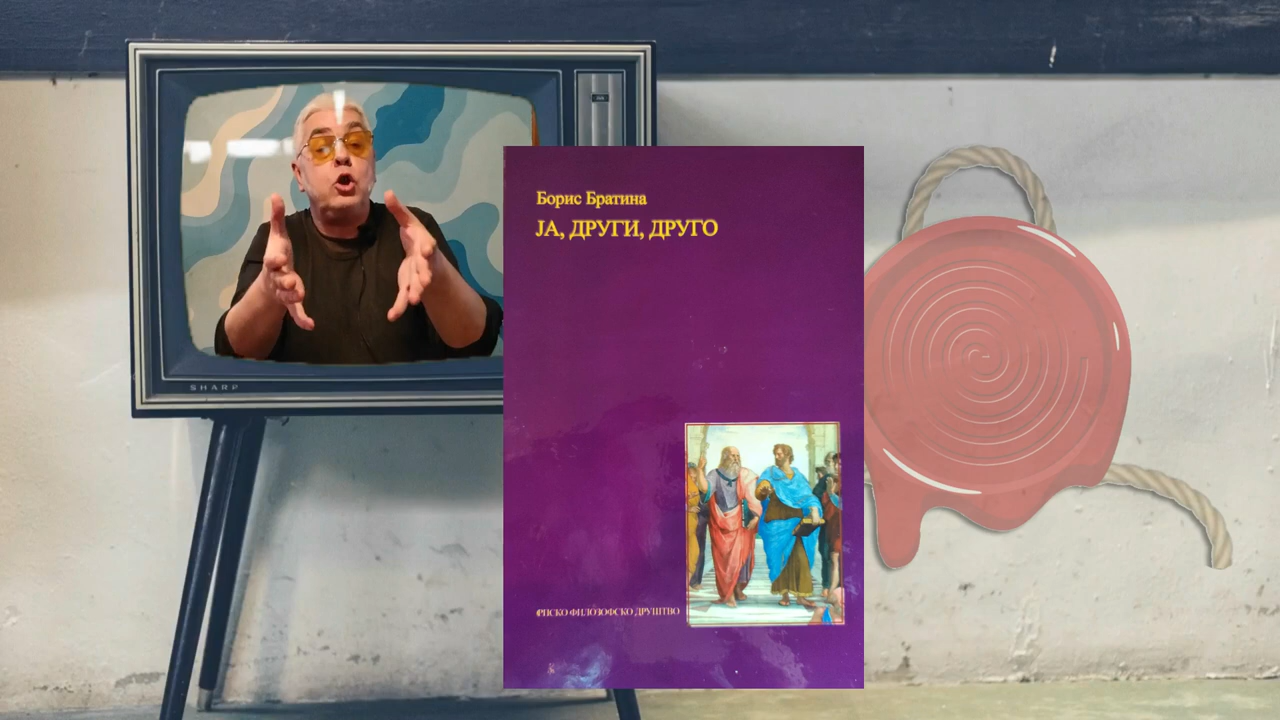 SHARP
Борис Братина
ЈА, ДРУГИ, ДРУГО
СРПСКО ФИЛОЗОФСКО ДРУШТВО